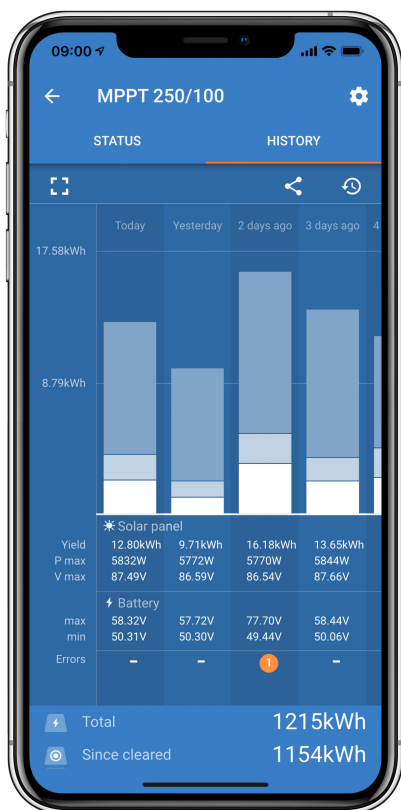 09:00
MPPT 250/100
STATUS HISTORY
Today Yesterday 2 days ago 3 days ago 4
17.58kWh
8.79kWh
Solar panel
Yield 12.80kWh 9.71kWh 16.18kWh 13.65kWh
P max 5832W 5772W 5770W 5844W
V max 87.49V 86.59V 86.54V 87.66V
Battery
max 58.32V 57.72V 77.70V 58.44V
min 50.31V 50.30V 49.44V 50.06V
Errors – – 1 –
Total 1215kWh
Since cleared 1154kWh